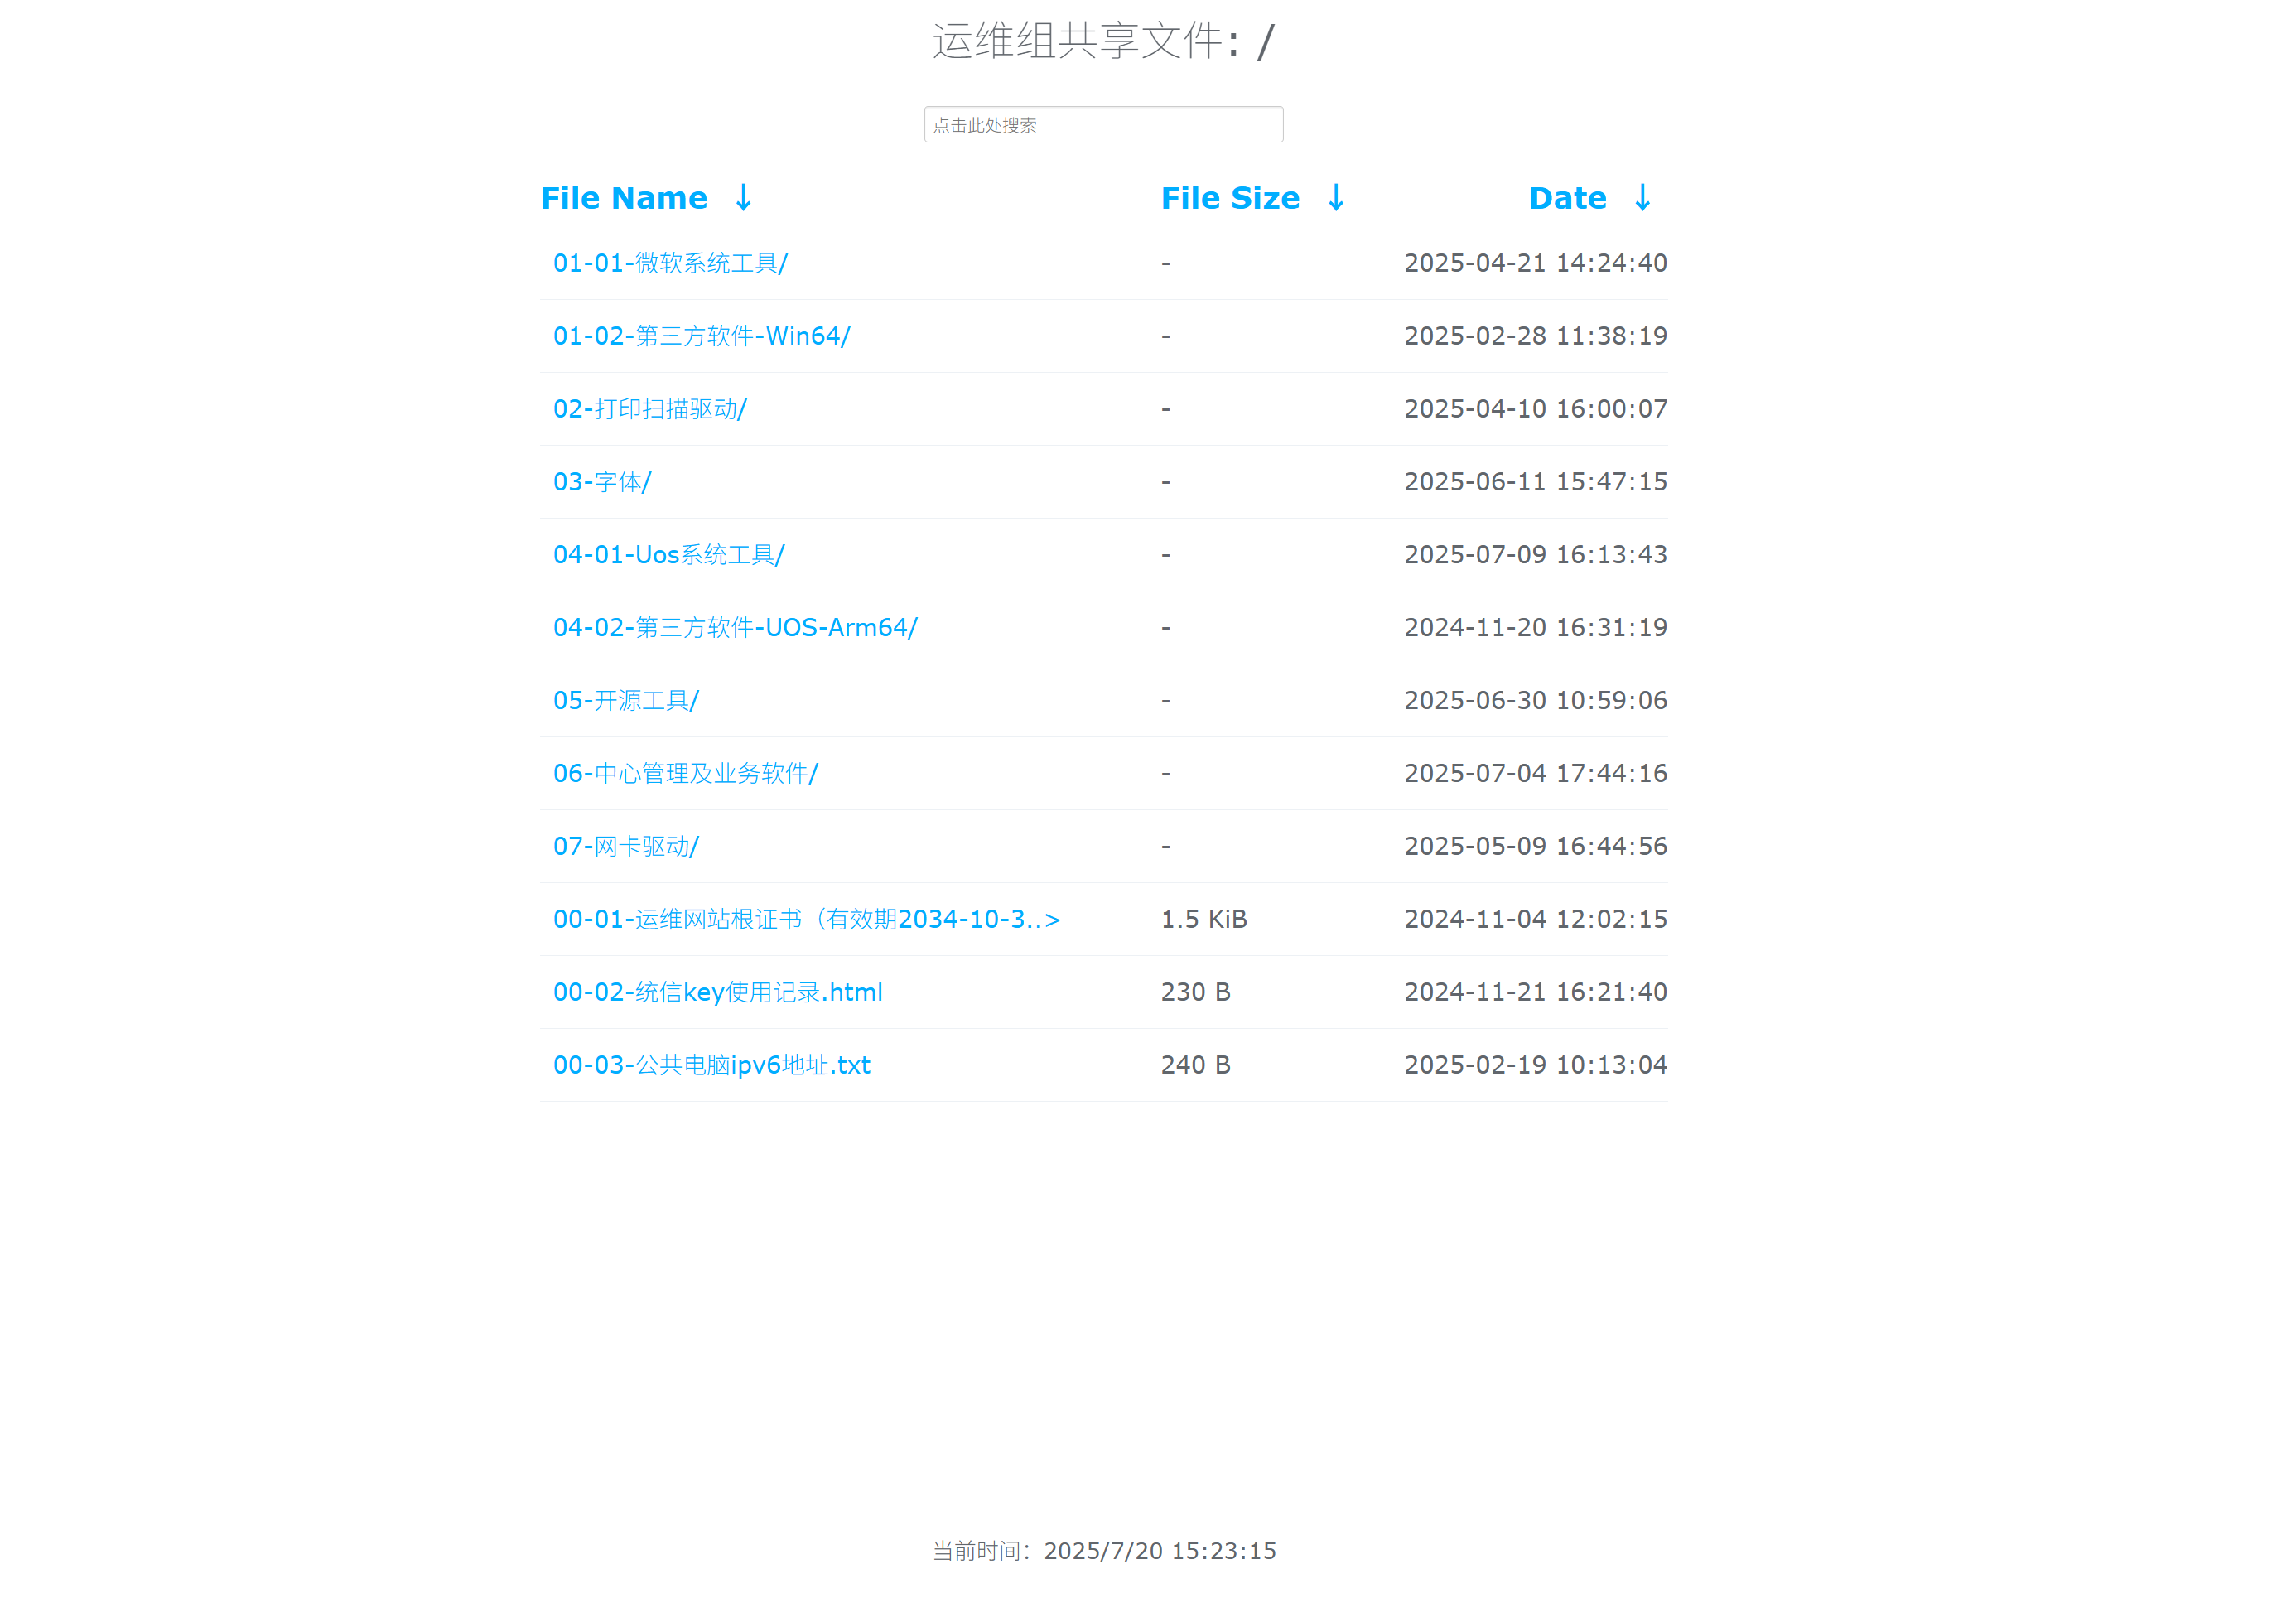 运维组共享文件: /
点击此处搜索
File Name ↓ File Size ↓ Date ↓
01-01-微软系统工具/ - 2025-04-21 14:24:40
01-02-第三方软件-Win64/ - 2025-02-28 11:38:19
02-打印扫描驱动/ - 2025-04-10 16:00:07
03-字体/ - 2025-06-11 15:47:15
04-01-Uos系统工具/ - 2025-07-09 16:13:43
04-02-第三方软件-UOS-Arm64/ - 2024-11-20 16:31:19
05-开源工具/ - 2025-06-30 10:59:06
06-中心管理及业务软件/ - 2025-07-04 17:44:16
07-网卡驱动/ - 2025-05-09 16:44:56
00-01-运维网站根证书（有效期2034-10-3..> 1.5 KiB 2024-11-04 12:02:15
00-02-统信key使用记录.html 230 B 2024-11-21 16:21:40
00-03-公共电脑ipv6地址.txt 240 B 2025-02-19 10:13:04
当前时间：2025/7/20 15:23:15